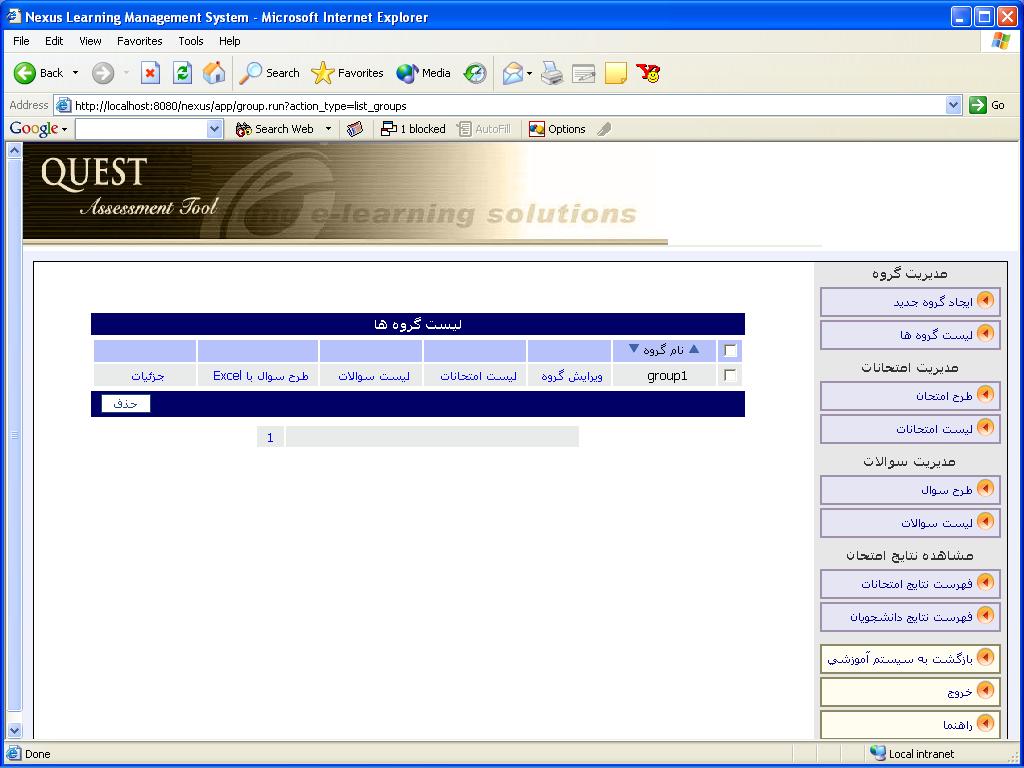 Nexus Learning Management System - Microsoft Internet Explorer
File Edit View Favorites Tools Help
Back Search Favorites Media
Address http://localhost:8080/nexus/app/group.run?action_type=list_groups Go
Google Search Web 1 blocked AutoFill Options
QUEST
Assessment Tool
e-learning solutions
مدیریت گروه
ایجاد گروه جدید
لیست گروه ها
مدیریت امتحانات
طرح امتحان
لیست امتحانات
مدیریت سوالات
طرح سوال
لیست سوالات
مشاهده نتایج امتحان
فهرست نتایج امتحانات
فهرست نتایج دانشجویان
بازگشت به سیستم آموزشي
خروج
راهنما
لیست گروه ها
نام گروه
group1 ویرایش گروه لیست امتحانات لیست سوالات طرح سوال با Excel جزئیات
حذف
1
Done Local intranet